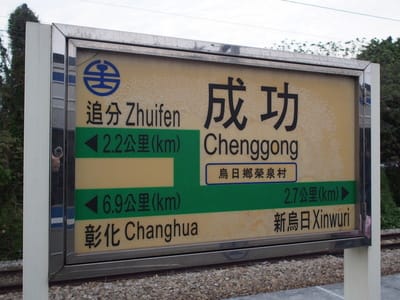 追分 Zhuifen
成功
Chenggong
2.2公里(km)
烏日鄉榮泉村
6.9公里(km)
2.7公里(km)
彰化 Changhua
新烏日 Xinwuri